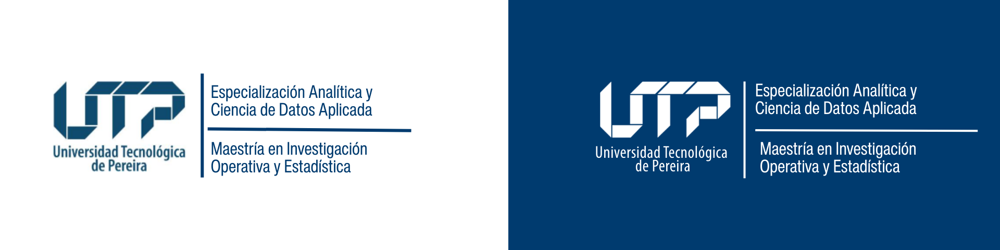 UTP
Universidad Tecnológica
de Pereira
Especialización Analítica y
Ciencia de Datos Aplicada
Maestría en Investigación
Operativa y Estadística
UTP
Universidad Tecnológica
de Pereira
Especialización Analítica y
Ciencia de Datos Aplicada
Maestría en Investigación
Operativa y Estadística